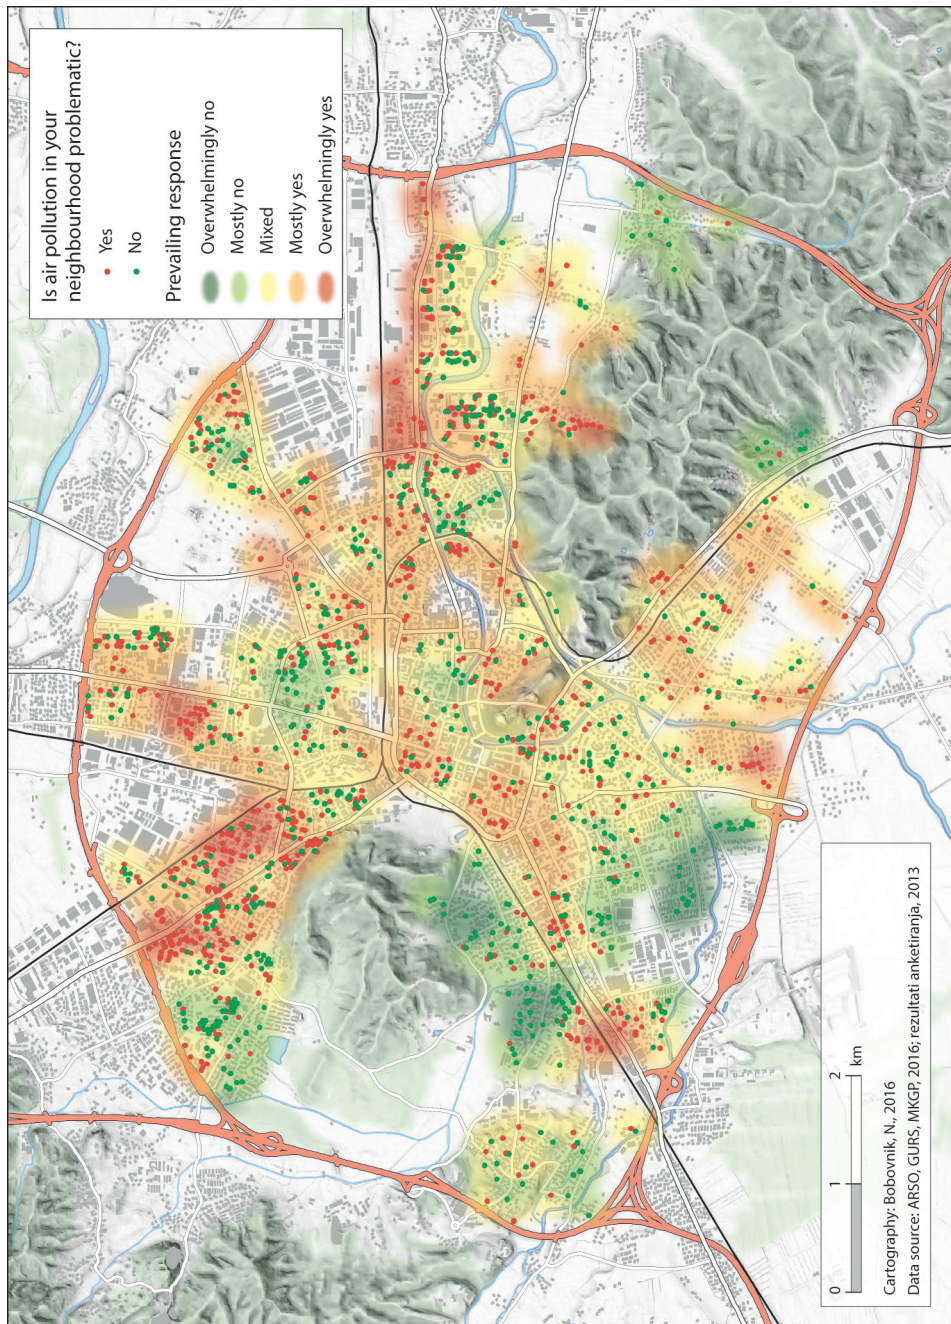 Is air pollution in your
neighbourhood problematic?
Yes
No
Prevailing response
Overwhelmingly no
Mostly no
Mixed
Mostly yes
Overwhelmingly yes
0 1 2
km
Cartography: Bobovnik, N., 2016
Data source: ARSO, GURS, MKGP, 2016; rezultati anketiranja, 2013